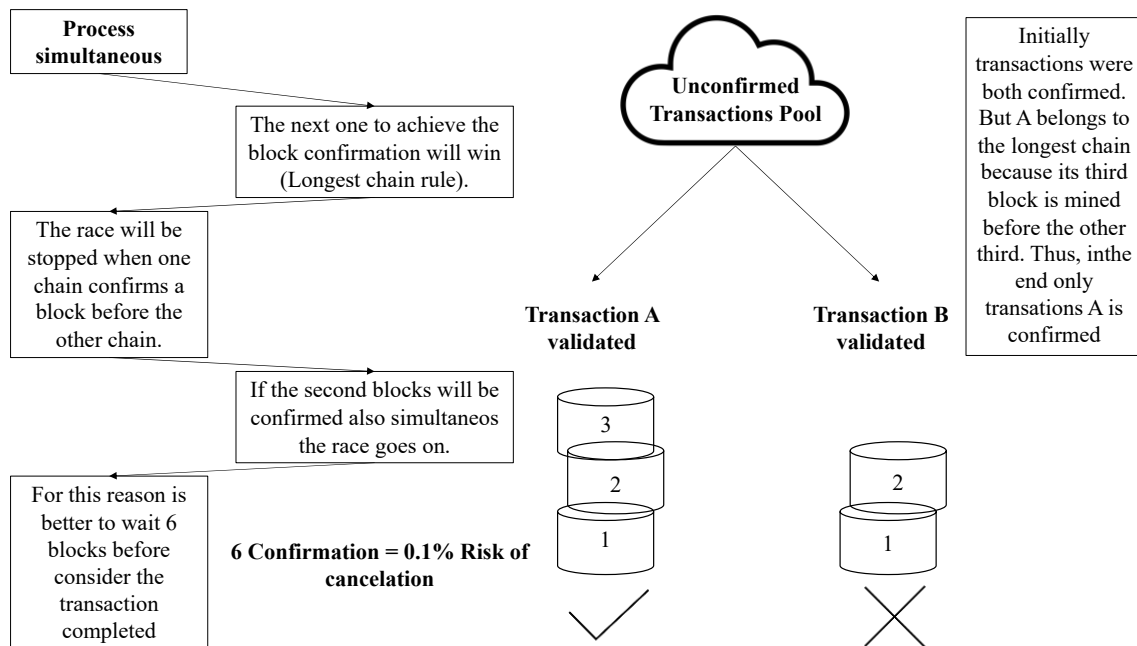 Process
simultaneous
The next one to achieve the
block confirmation will win
(Longest chain rule).
The race will be
stopped when one
chain confirms a
block before the
other chain.
If the second blocks will be
confirmed also simultaneos
the race goes on.
For this reason is
better to wait 6
blocks before
consider the
transaction
completed
6 Confirmation = 0.1% Risk of
cancelation
Unconfirmed
Transactions Pool
Transaction A
validated
3
2
1
Transaction B
validated
2
1
Initially
transactions were
both confirmed.
But A belongs to
the longest chain
because its third
block is mined
before the other
third. Thus, inthe
end only
transations A is
confirmed